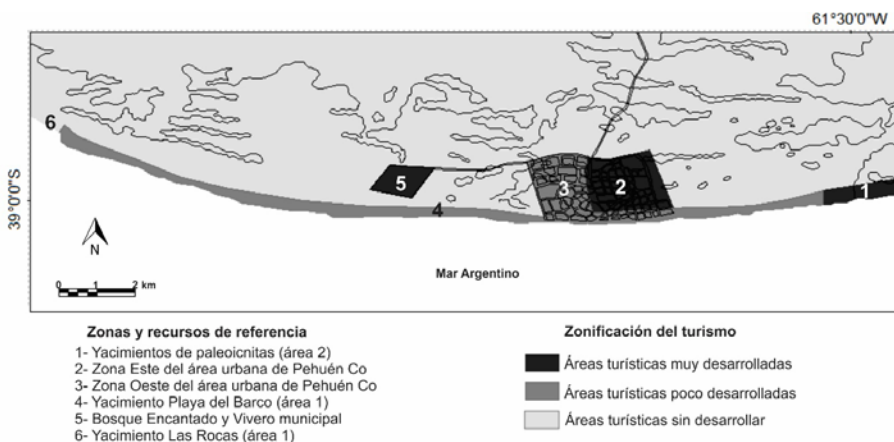 61°30'0"W
6
5
3
2
1
4
39°0'0"S
N
0 1 2 km
Mar Argentino
Zonas y recursos de referencia
1- Yacimientos de paleoicnitas (área 2)
2- Zona Este del área urbana de Pehuén Co
3- Zona Oeste del área urbana de Pehuén Co
4- Yacimiento Playa del Barco (área 1)
5- Bosque Encantado y Vivero municipal
6- Yacimiento Las Rocas (área 1)
Zonificación del turismo
Áreas turísticas muy desarrolladas
Áreas turísticas poco desarrolladas
Áreas turísticas sin desarrollar